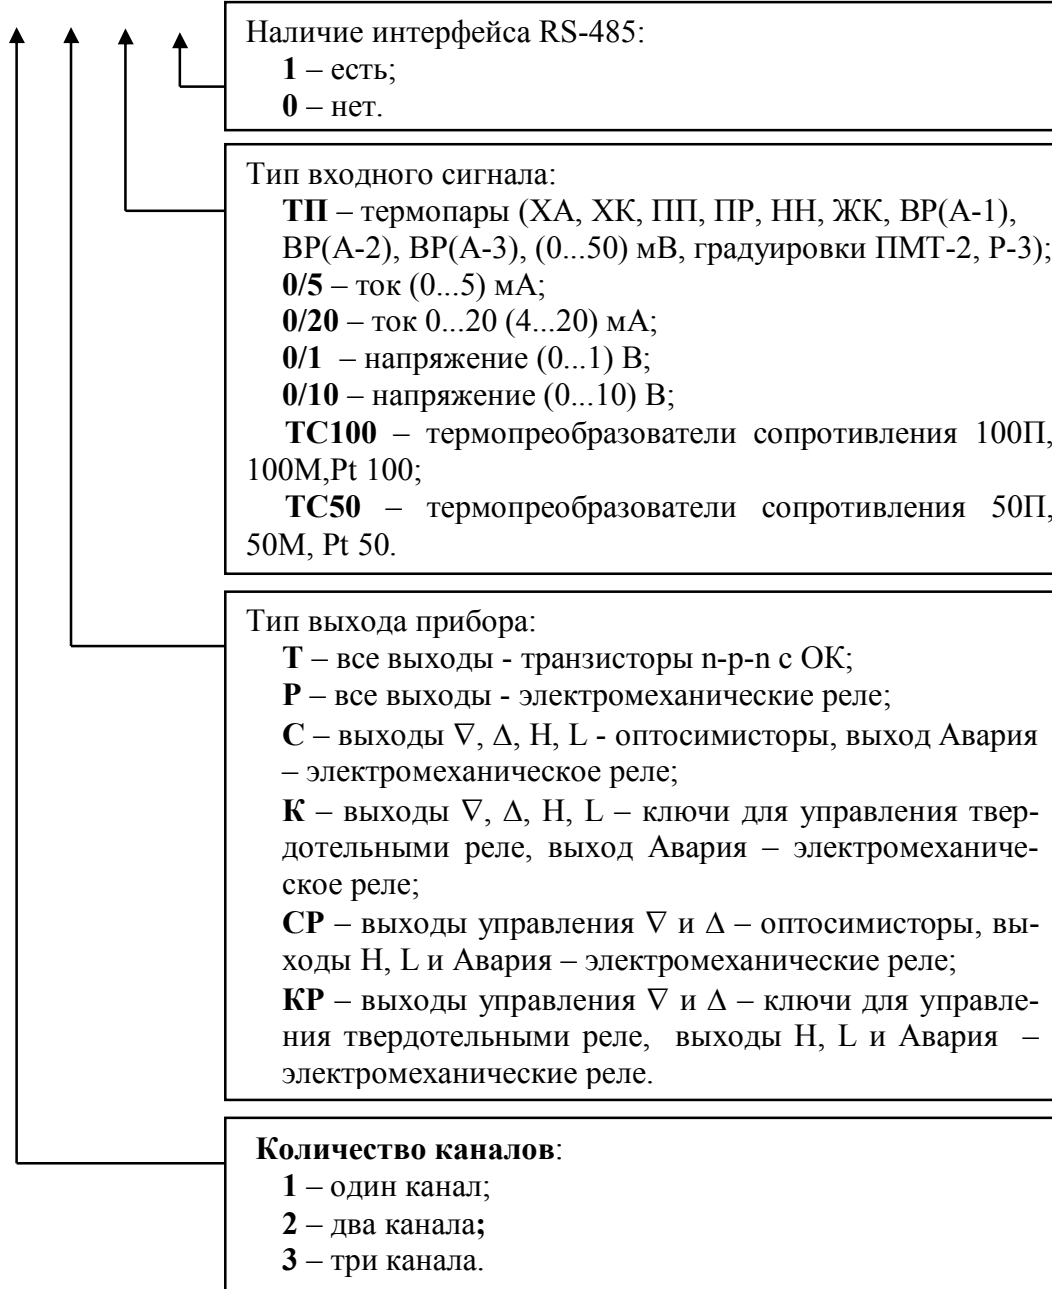 Наличие интерфейса RS-485:
1 – есть;
0 – нет.
Тип входного сигнала:
ТП – термопары (ХА, ХК, ПП, ПР, НН, ЖК, ВР(А-1),
ВР(А-2), ВР(А-3), (0...50) мВ, градуировки ПМТ-2, Р-3);
0/5 – ток (0...5) мА;
0/20 – ток 0...20 (4...20) мА;
0/1 – напряжение (0...1) В;
0/10 – напряжение (0...10) В;
ТС100 – термопреобразователи сопротивления 100П,
100М,Pt 100;
ТС50 – термопреобразователи сопротивления 50П,
50М, Pt 50.
Тип выхода прибора:
Т – все выходы - транзисторы n-p-n с ОК;
Р – все выходы - электромеханические реле;
С – выходы ∇, Δ, H, L - оптосимисторы, выход Авария
– электромеханическое реле;
К – выходы ∇, Δ, H, L – ключи для управления твер-
дотельными реле, выход Авария – электромеханиче-
ское реле;
СР – выходы управления ∇ и Δ – оптосимисторы, вы-
ходы H, L и Авария – электромеханические реле;
КР – выходы управления ∇ и Δ – ключи для управле-
ния твердотельными реле, выходы H, L и Авария –
электромеханические реле.
Количество каналов:
1 – один канал;
2 – два канала;
3 – три канала.